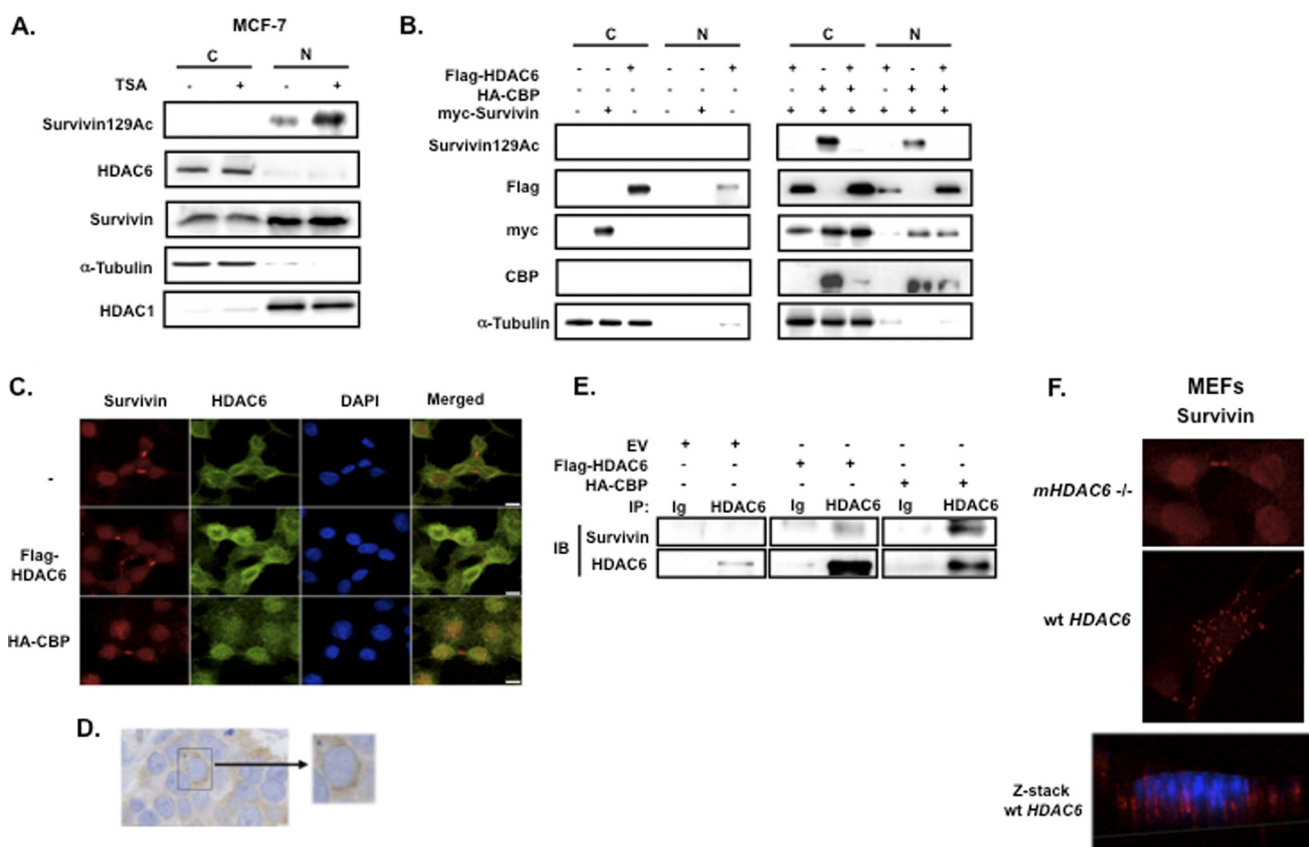 A.
MCF-7
C N
TSA - + - +
Survivin129Ac
HDAC6
Survivin
α-Tubulin
HDAC1
B.
C N C N
Flag-HDAC6 - - + - - + + - + + - +
HA-CBP - - - - - - - + + - + +
myc-Survivin - + - - + - + + + + + +
Survivin129Ac
Flag
myc
CBP
α-Tubulin
C.
Survivin HDAC6 DAPI Merged
-
Flag-
HDAC6
HA-CBP
D.
E.
EV + + - - - -
Flag-HDAC6 - - + + - -
HA-CBP - - - - + +
IP: Ig HDAC6 Ig HDAC6 Ig HDAC6
IB
Survivin
HDAC6
F.
MEFs
Survivin
mHDAC6 -/-
wt HDAC6
Z-stack
wt HDAC6